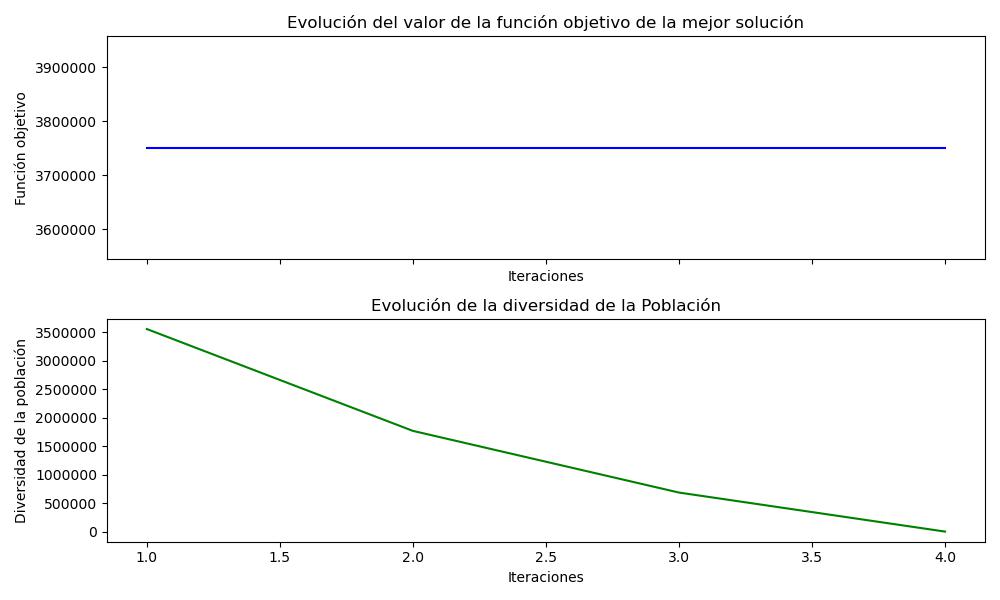 Evolución del valor de la función objetivo de la mejor solución
Función objetivo
3900000
3800000
3700000
3600000
Iteraciones
Evolución de la diversidad de la Población
Diversidad de la población
3500000
3000000
2500000
2000000
1500000
1000000
500000
0
1.0 1.5 2.0 2.5 3.0 3.5 4.0
Iteraciones